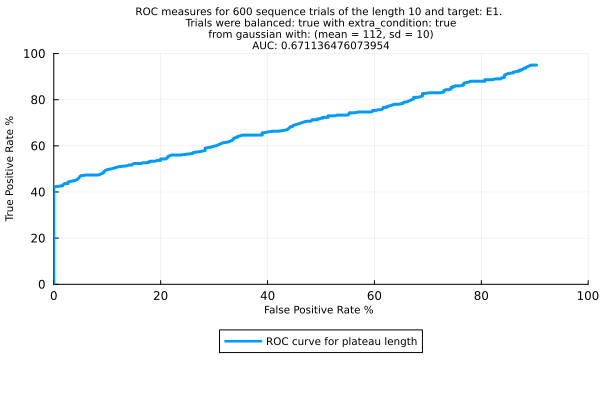 ROC measures for 600 sequence trials of the length 10 and target: E1.
Trials were balanced: true with extra_condition: true
from gaussian with: (mean = 112, sd = 10)
AUC: 0.671136476073954
100
80
60
40
20
0
True Positive Rate %
0 20 40 60 80 100
False Positive Rate %
ROC curve for plateau length